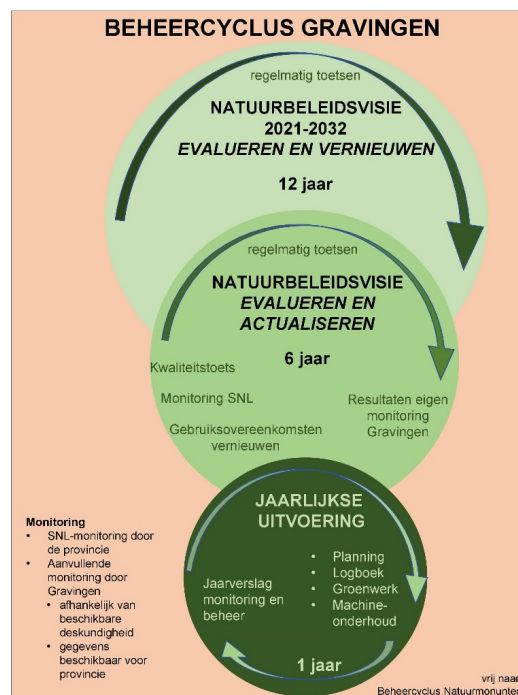 BEHEERCYCLUS GRAVINGEN
regelmatig toetsen
NATUURBELEIDSVISIE
2021-2032
EVALUEREN EN VERNIEUWEN
12 jaar
regelmatig toetsen
NATUURBELEIDSVISIE
EVALUEREN EN
ACTUALISEREN
6 jaar
Kwaliteitstoets
Monitoring SNL
Gebruiksovereenkomsten
vernieuwen
Resultaten eigen
monitoring
Gravingen
JAARLIJKSE
UITVOERING
Jaarverslag
monitoring en
beheer
• Planning
• Logboek
• Groenwerk
• Machine-
onderhoud
1 jaar
Monitoring
• SNL-monitoring door
de provincie
• Aanvullende
monitoring door
Gravingen
• afhankelijk van
beschikbare
deskundigheid
• gegevens
beschikbaar voor
provincie
vrij naar
Beheercyclus Natuurmonunten